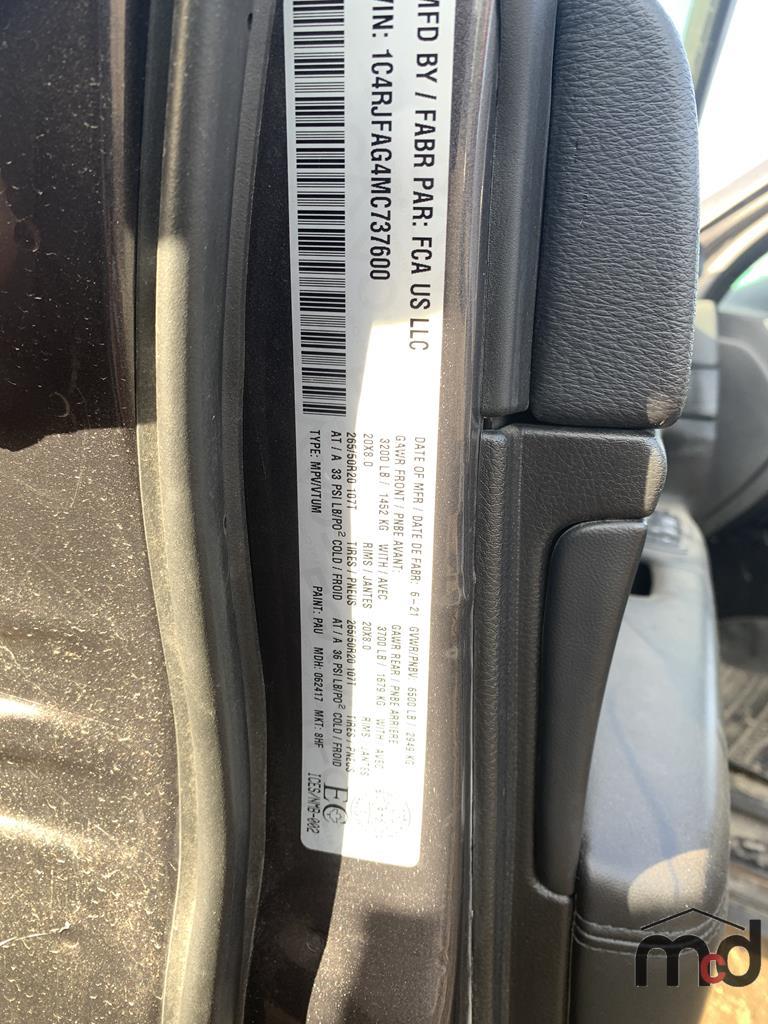 MFD BY / FABR PAR: FCA US LLC
VIN: 1C4RJFAG4MC737600
DATE OF MFR / DATE DE FABR: 6-21 GVWR/PNBV: 6500 LB / 2949 KG
GAWR FRONT / PNBE AVANT: GAWR REAR / PNBE ARRIERE
3200 LB / 1452 KG WITH / AVEC 3700 LB / 1679 KG WITH / AVEC
20X8.0 RIMS / JANTES 20X8.0 RIMS / JANTES
265/50R20 107T TIRES / PNEUS 265/50R20 107T TIRES / PNEUS
AT / A 33 PSI LB/PO² COLD / FROID AT / A 36 PSI LB/PO² COLD / FROID
TYPE: MPV/VTUM PAINT: PAU MDH: 062417 MKT: 8HF
EC
ICES/NMB-002
mcd